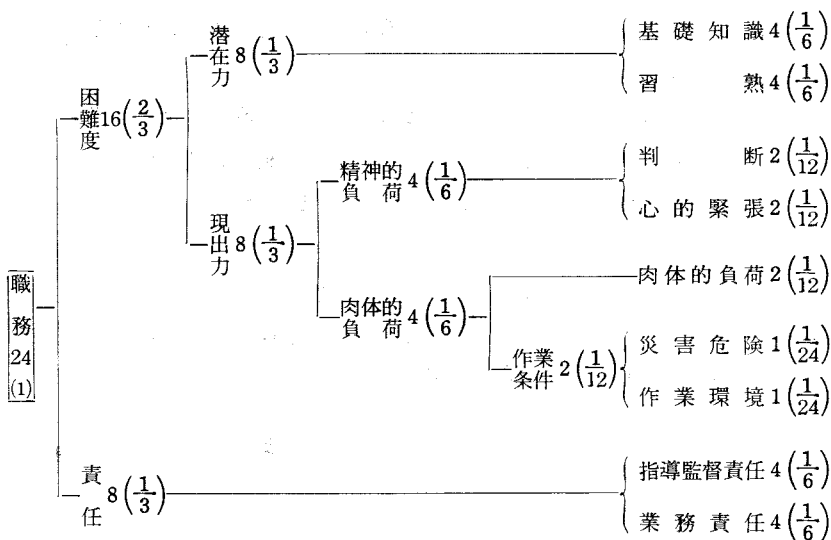 職務 24 (1)
困難度 16 (2/3)
潜在力 8 (1/3)
基礎知識 4 (1/6)
習熟 4 (1/6)
現出力 8 (1/3)
精神的負荷 4 (1/6)
判断 2 (1/12)
心的緊張 2 (1/12)
肉体的負荷 4 (1/6)
肉体的負荷 2 (1/12)
作業条件 2 (1/12)
災害危険 1 (1/24)
作業環境 1 (1/24)
責任 8 (1/3)
指導監督責任 4 (1/6)
業務責任 4 (1/6)